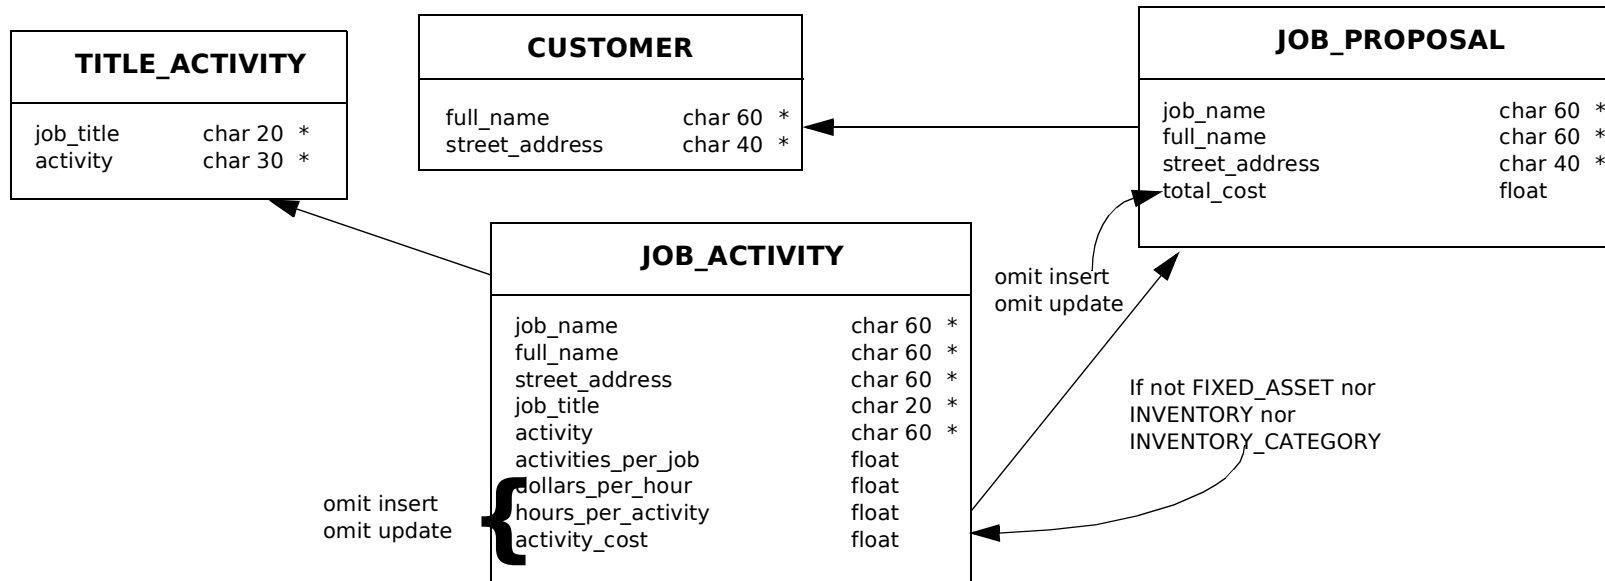 TITLE_ACTIVITY
job_title char 20 *
activity char 30 *
CUSTOMER
full_name char 60 *
street_address char 40 *
JOB_PROPOSAL
job_name char 60 *
full_name char 60 *
street_address char 40 *
total_cost float
omit insert
omit update
JOB_ACTIVITY
job_name char 60 *
full_name char 60 *
street_address char 60 *
job_title char 20 *
activity char 60 *
activities_per_job float
dollars_per_hour float
hours_per_activity float
activity_cost float
omit insert
omit update
{
If not FIXED_ASSET nor
INVENTORY nor
INVENTORY_CATEGORY